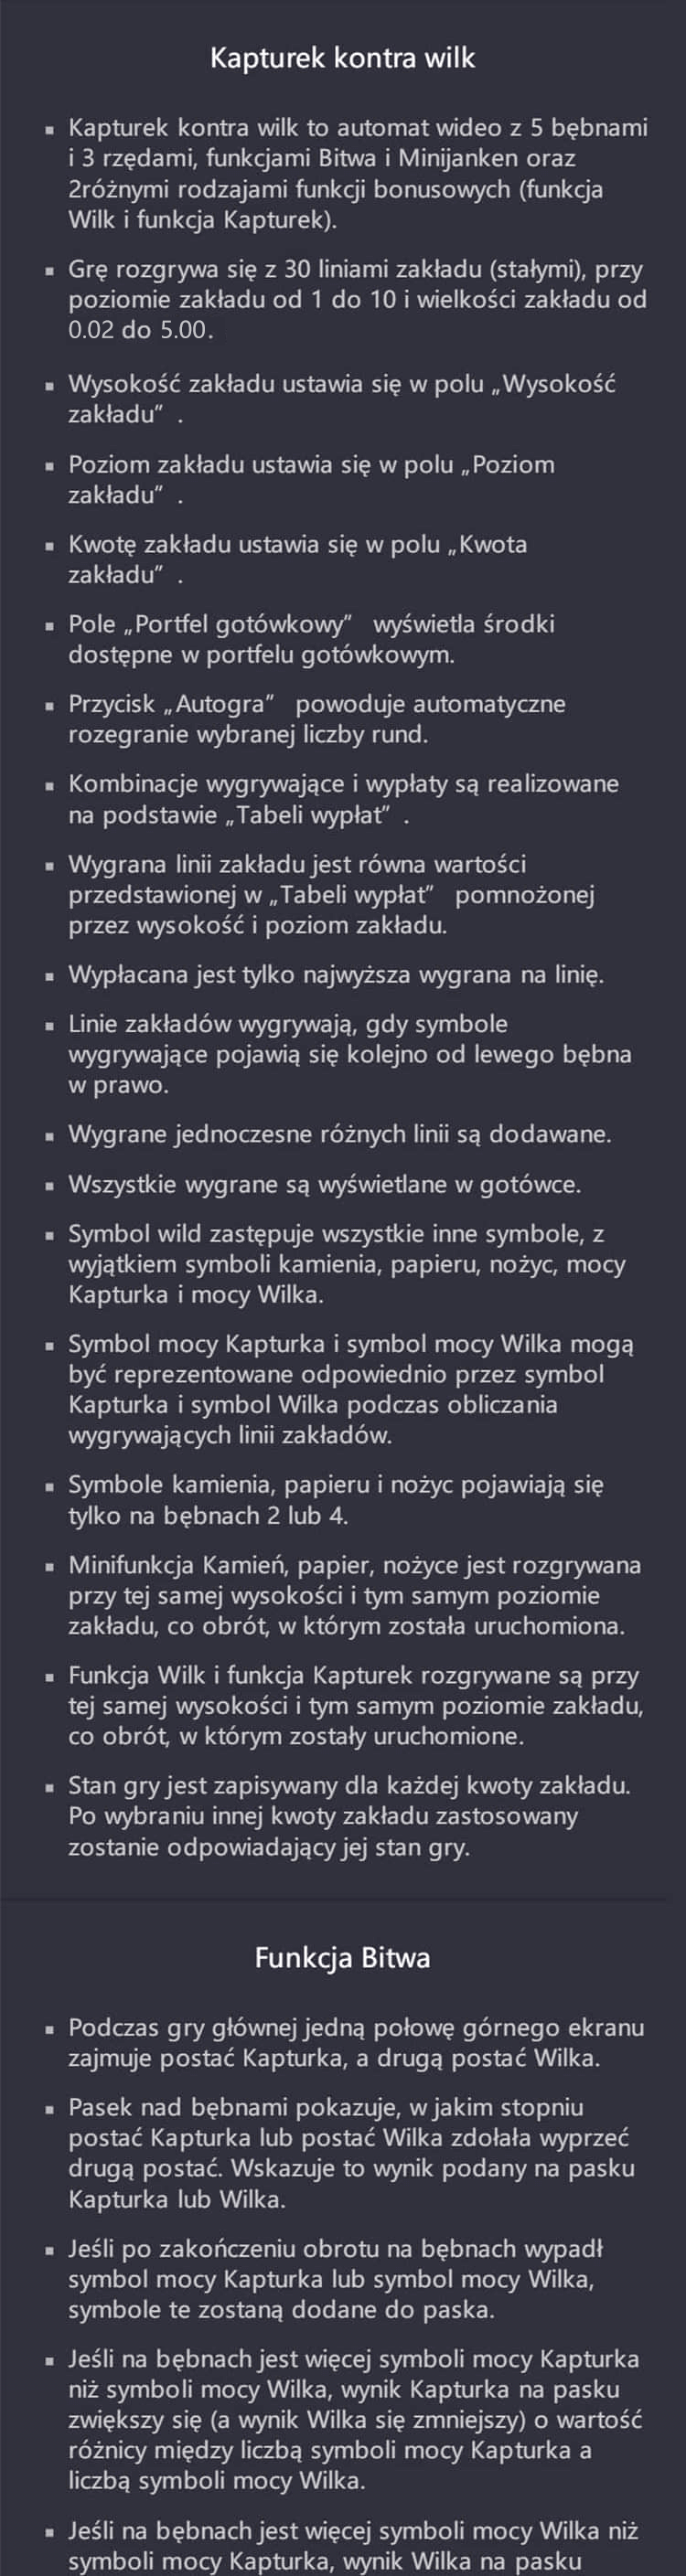 Kapturek kontra wilk
▪ Kapturek kontra wilk to automat wideo z 5 bębnami
i 3 rzędami, funkcjami Bitwa i Minijanken oraz
2różnymi rodzajami funkcji bonusowych (funkcja
Wilk i funkcja Kapturek).
▪ Grę rozgrywa się z 30 liniami zakładu (stałymi), przy
poziomie zakładu od 1 do 10 i wielkości zakładu od
0.02 do 5.00.
▪ Wysokość zakładu ustawia się w polu „Wysokość
zakładu” .
▪ Poziom zakładu ustawia się w polu „Poziom
zakładu” .
▪ Kwotę zakładu ustawia się w polu „Kwota
zakładu” .
▪ Pole „Portfel gotówkowy” wyświetla środki
dostępne w portfelu gotówkowym.
▪ Przycisk „Autogra” powoduje automatyczne
rozegranie wybranej liczby rund.
▪ Kombinacje wygrywające i wypłaty są realizowane
na podstawie „Tabeli wypłat” .
▪ Wygrana linii zakładu jest równa wartości
przedstawionej w „Tabeli wypłat” pomnożonej
przez wysokość i poziom zakładu.
▪ Wypłacana jest tylko najwyższa wygrana na linię.
▪ Linie zakładów wygrywają, gdy symbole
wygrywające pojawią się kolejno od lewego bębna
w prawo.
▪ Wygrane jednoczesne różnych linii są dodawane.
▪ Wszystkie wygrane są wyświetlane w gotówce.
▪ Symbol wild zastępuje wszystkie inne symbole, z
wyjątkiem symboli kamienia, papieru, nożyc, mocy
Kapturka i mocy Wilka.
▪ Symbol mocy Kapturka i symbol mocy Wilka mogą
być reprezentowane odpowiednio przez symbol
Kapturka i symbol Wilka podczas obliczania
wygrywających linii zakładów.
▪ Symbole kamienia, papieru i nożyc pojawiają się
tylko na bębnach 2 lub 4.
▪ Minifunkcja Kamień, papier, nożyce jest rozgrywana
przy tej samej wysokości i tym samym poziomie
zakładu, co obrót, w którym została uruchomiona.
▪ Funkcja Wilk i funkcja Kapturek rozgrywane są przy
tej samej wysokości i tym samym poziomie zakładu,
co obrót, w którym zostały uruchomione.
▪ Stan gry jest zapisywany dla każdej kwoty zakładu.
Po wybraniu innej kwoty zakładu zastosowany
zostanie odpowiadający jej stan gry.
Funkcja Bitwa
▪ Podczas gry głównej jedną połowę górnego ekranu
zajmuje postać Kapturka, a drugą postać Wilka.
▪ Pasek nad bębnami pokazuje, w jakim stopniu
postać Kapturka lub postać Wilka zdołała wyprzeć
drugą postać. Wskazuje to wynik podany na pasku
Kapturka lub Wilka.
▪ Jeśli po zakończeniu obrotu na bębnach wypadł
symbol mocy Kapturka lub symbol mocy Wilka,
symbole te zostaną dodane do paska.
▪ Jeśli na bębnach jest więcej symboli mocy Kapturka
niż symboli mocy Wilka, wynik Kapturka na pasku
zwiększy się (a wynik Wilka się zmniejszy) o wartość
różnicy między liczbą symboli mocy Kapturka a
liczbą symboli mocy Wilka.
▪ Jeśli na bębnach jest więcej symboli mocy Wilka niż
symboli mocy Kapturka, wynik Wilka na pasku